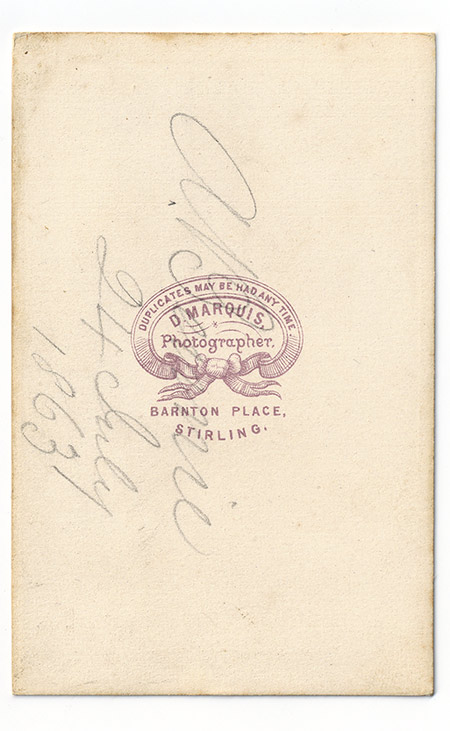 DUPLICATES MAY BE HAD ANY TIME.
D. MARQUIS,
Photographer,
BARNTON PLACE,
STIRLING.
24 July
1863